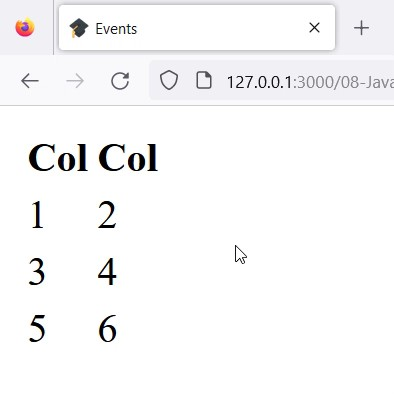 Events
127.0.0.1:3000/08-Java
Col Col
1 2
3 4
5 6